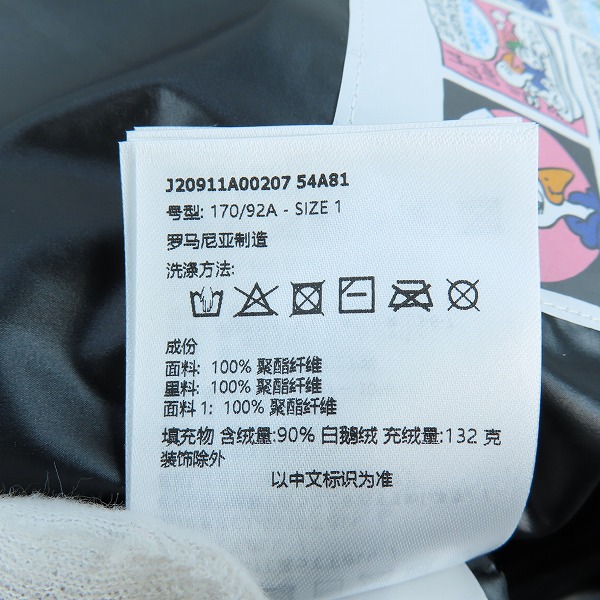 J20911A00207 54A81
号型: 170/92A - SIZE 1
罗马尼亚制造
洗涤方法:
成份
面料: 100% 聚酯纤维
里料: 100% 聚酯纤维
面料 1: 100% 聚酯纤维
填充物 含绒量:90% 白鹅绒 充绒量:132 克
装饰除外
以中文标识为准